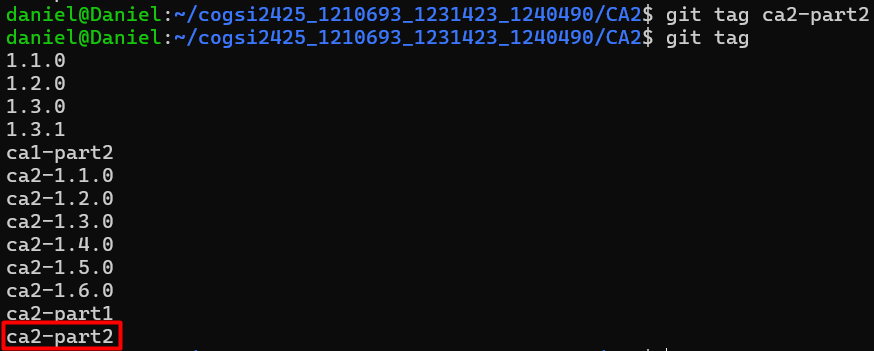 daniel@Daniel:~/cogsi2425_1210693_1231423_1240490/CA2$ git tag ca2-part2
daniel@Daniel:~/cogsi2425_1210693_1231423_1240490/CA2$ git tag
1.1.0
1.2.0
1.3.0
1.3.1
ca1-part2
ca2-1.1.0
ca2-1.2.0
ca2-1.3.0
ca2-1.4.0
ca2-1.5.0
ca2-1.6.0
ca2-part1
ca2-part2